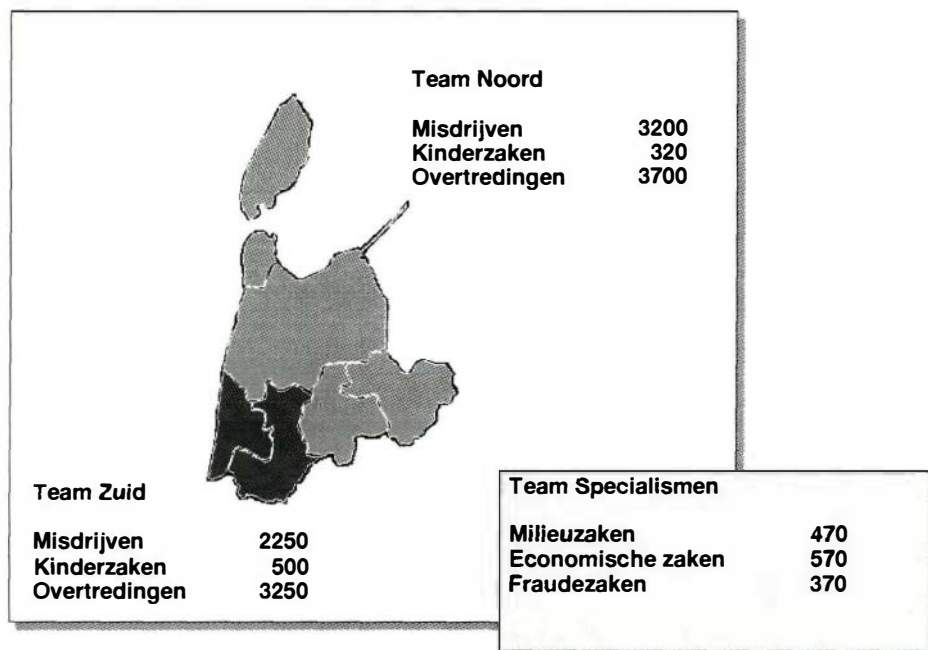 Team Noord
Misdrijven 3200
Kinderzaken 320
Overtredingen 3700
Team Zuid
Misdrijven 2250
Kinderzaken 500
Overtredingen 3250
Team Specialismen
Milieuzaken 470
Economische zaken 570
Fraudezaken 370